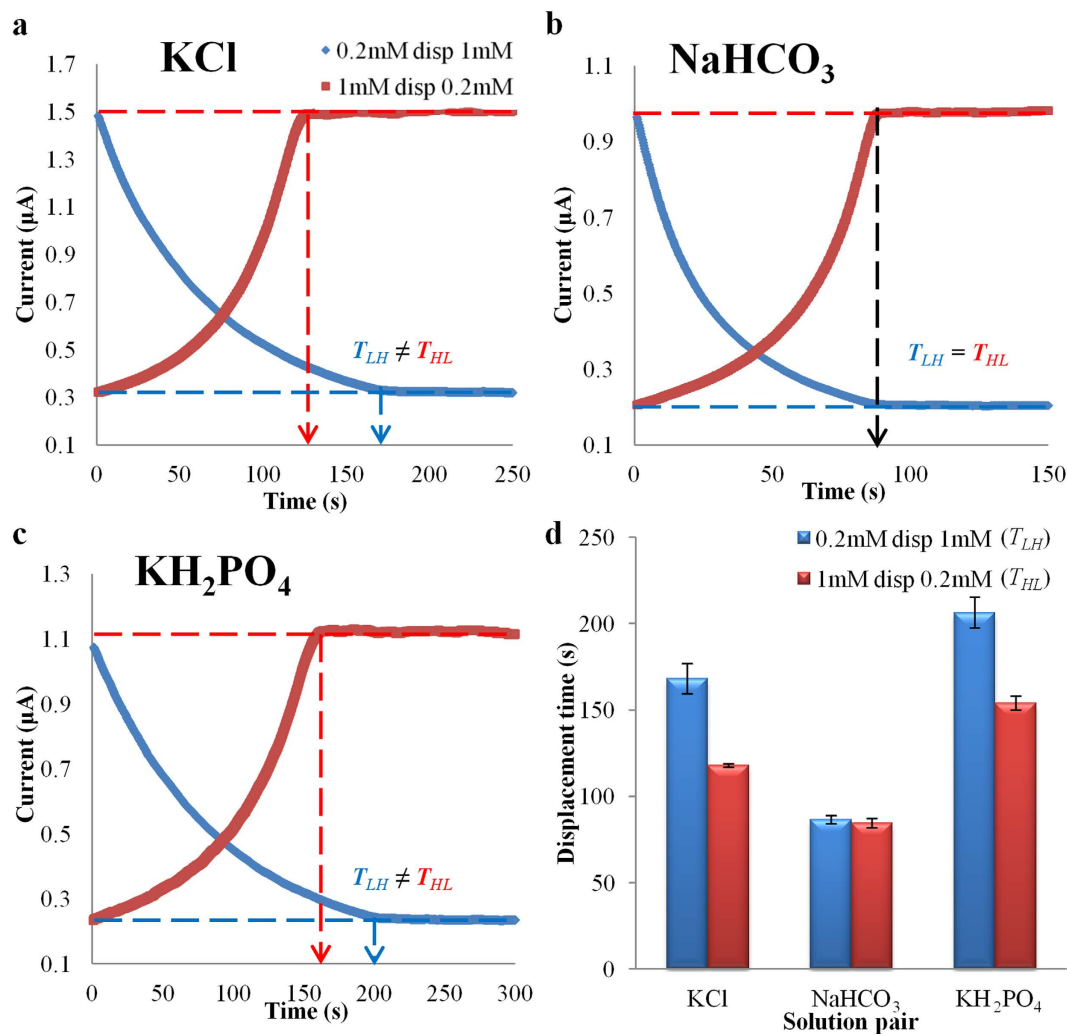 a
KCl
0.2mM disp 1mM
1mM disp 0.2mM
1.7
1.5
1.3
1.1
0.9
0.7
0.5
0.3
0.1
Current (µA)
T_LH ≠ T_HL
0 50 100 150 200 250
Time (s)
b
NaHCO₃
1.1
0.9
0.7
0.5
0.3
0.1
Current (µA)
T_LH = T_HL
0 50 100 150
Time (s)
c
KH₂PO₄
1.3
1.1
0.9
0.7
0.5
0.3
0.1
Current (µA)
T_LH ≠ T_HL
0 50 100 150 200 250 300
Time (s)
d
0.2mM disp 1mM (T_LH)
1mM disp 0.2mM (T_HL)
250
200
150
100
50
0
Displacement time (s)
KCl NaHCO₃ KH₂PO₄
Solution pair